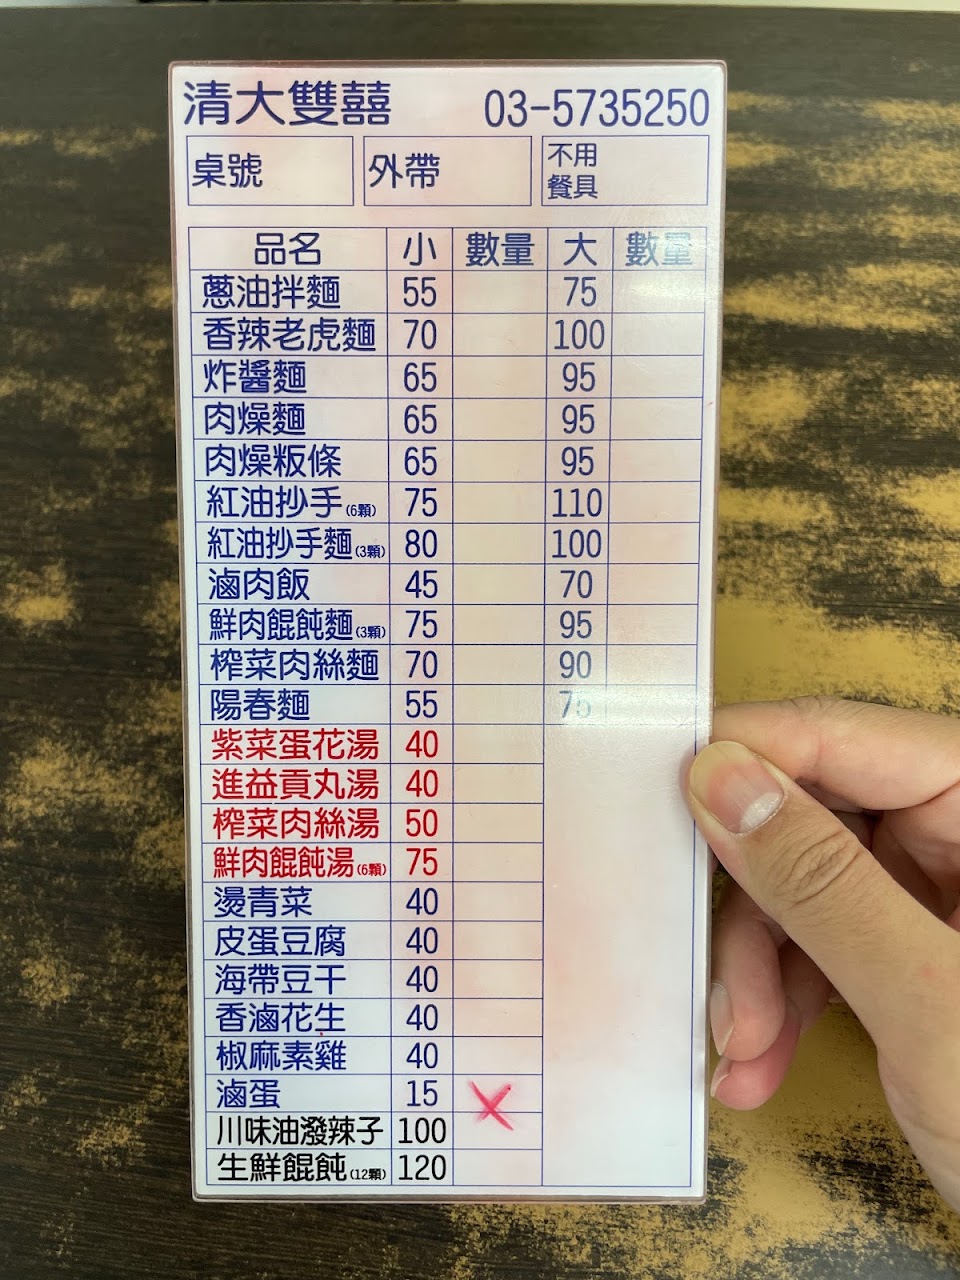 清大雙囍 03-5735250
桌號 外帶 不用餐具
品名 小 數量 大 數量
蔥油拌麵 55 75
香辣老虎麵 70 100
炸醬麵 65 95
肉燥麵 65 95
肉燥粄條 65 95
紅油抄手(6顆) 75 110
紅油抄手麵(3顆) 80 100
滷肉飯 45 70
鮮肉餛飩麵(3顆) 75 95
榨菜肉絲麵 70 90
陽春麵 55 75
紫菜蛋花湯 40
進益貢丸湯 40
榨菜肉絲湯 50
鮮肉餛飩湯(6顆) 75
燙青菜 40
皮蛋豆腐 40
海帶豆干 40
香滷花生 40
椒麻素雞 40
滷蛋 15
川味油潑辣子 100
生鮮餛飩(12顆) 120